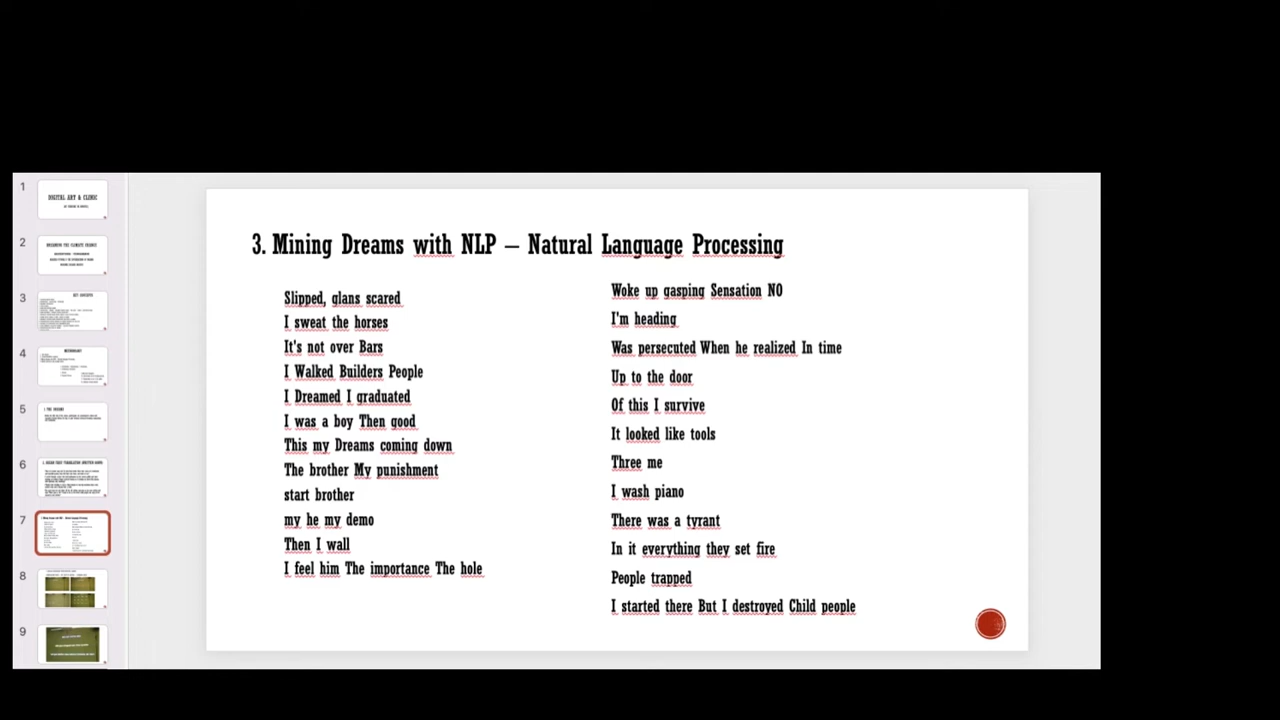 1
DIGITAL ART & CLINIC
2
3
KEY CONCEPTS
4
METHODOLOGY
5
6
7
8
9
3. Mining Dreams with NLP – Natural Language Processing
Slipped, glans scared
I sweat the horses
It's not over Bars
I Walked Builders People
I Dreamed I graduated
I was a boy Then good
This my Dreams coming down
The brother My punishment
start brother
my he my demo
Then I wall
I feel him The importance The hole
Woke up gasping Sensation NO
I'm heading
Was persecuted When he realized In time
Up to the door
Of this I survive
It looked like tools
Three me
I wash piano
There was a tyrant
In it everything they set fire
People trapped
I started there But I destroyed Child people